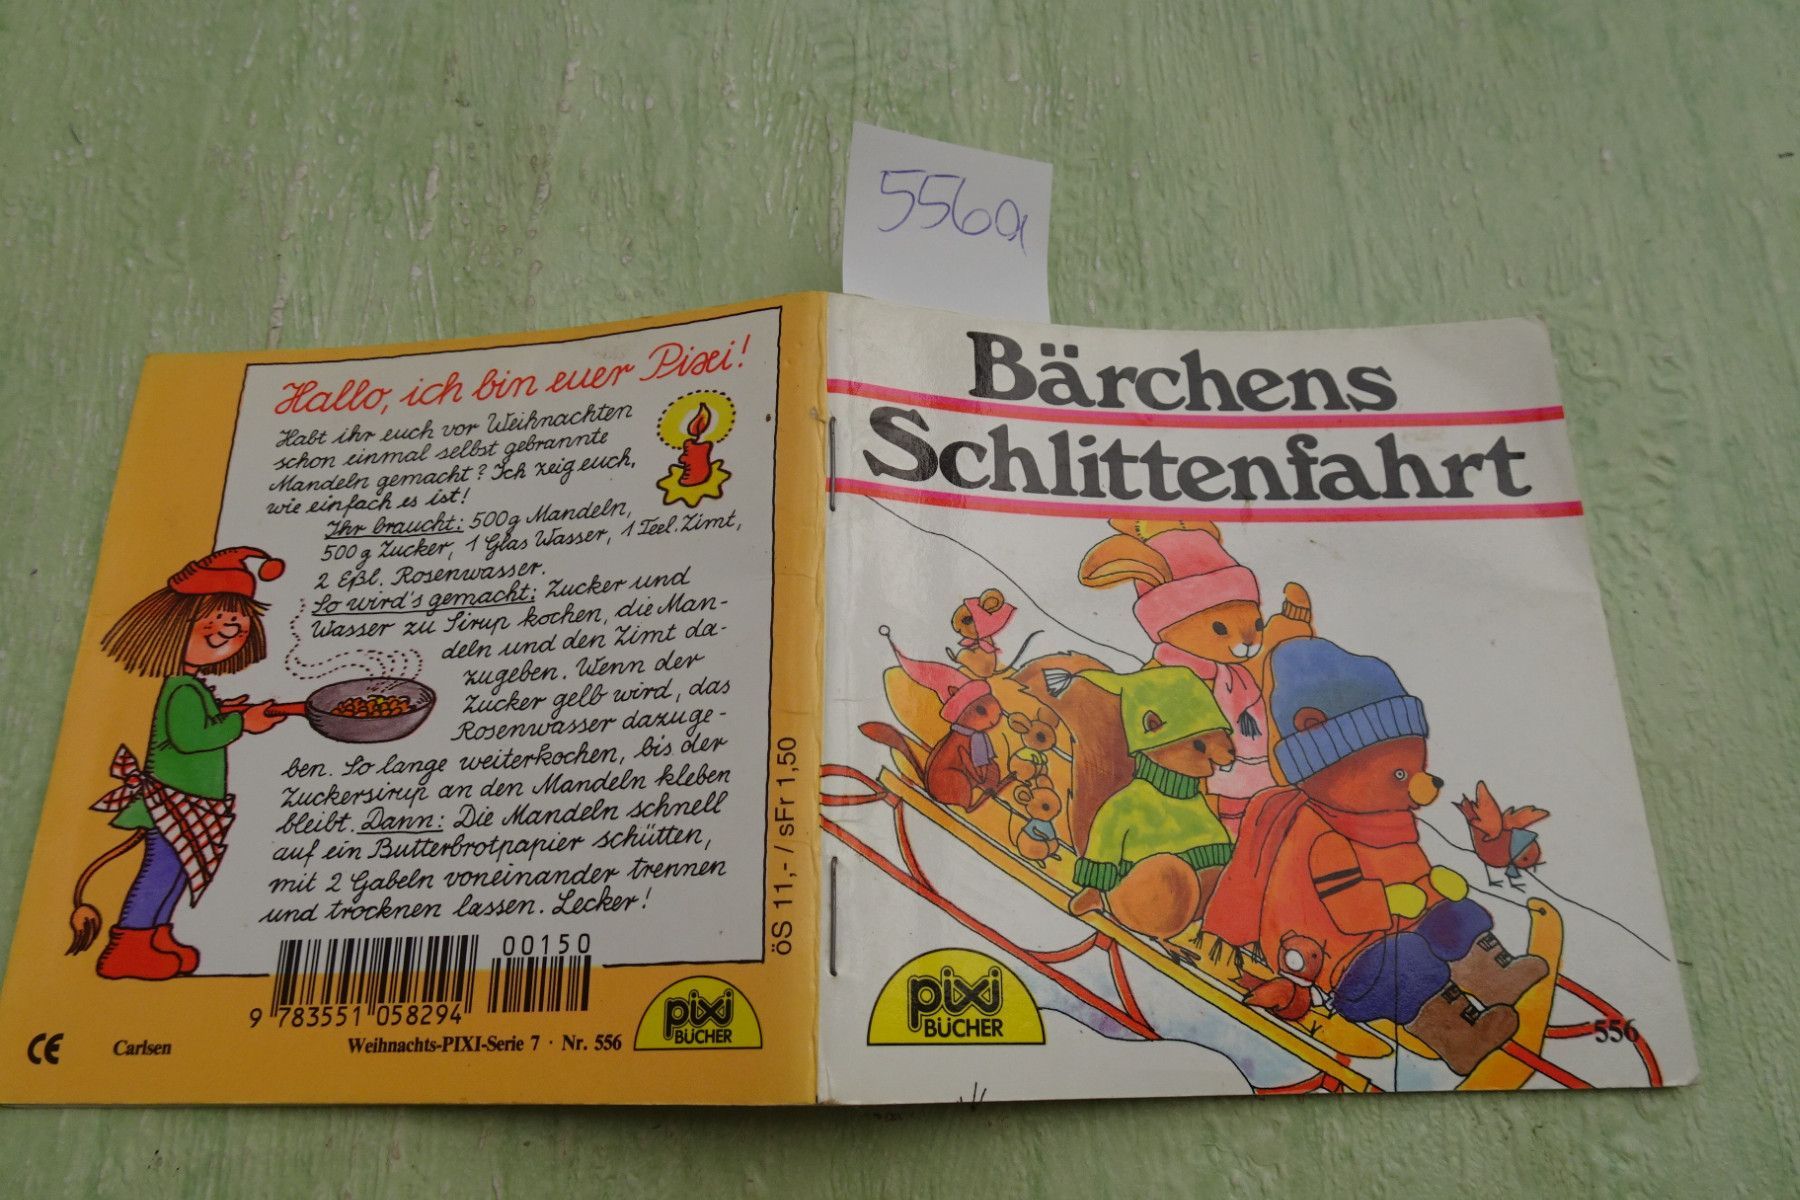 556a
Hallo, ich bin euer Pixi!
Habt ihr euch vor Weihnachten
schon einmal selbst gebrannte
Mandeln gemacht? Ich zeig euch,
wie einfach es ist!
Ihr braucht: 500g Mandeln,
500 g Zucker, 1 Glas Wasser, 1 Teel. Zimt,
2 Eßl. Rosenwasser.
So wird's gemacht: Zucker und
Wasser zu Sirup kochen, die Man-
deln und den Zimt da-
zugeben. Wenn der
Zucker gelb wird, das
Rosenwasser dazuge-
ben. So lange weiterkochen, bis der
Zuckersirup an den Mandeln kleben
bleibt. Dann: Die Mandeln schnell
auf ein Butterbrotpapier schütten,
mit 2 Gabeln voneinander trennen
und trocknen lassen. Lecker!
öS 11,- / sFr 1,50
00150
9 783551 058294
CE
Carlsen
Weihnachts-PIXI-Serie 7 · Nr. 556
pixi
BÜCHER
Bärchens
Schlittenfahrt
pixi
BÜCHER
556